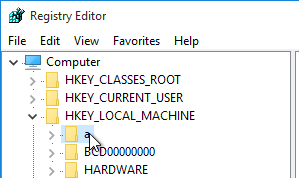 Registry Editor
File Edit View Favorites Help
Computer
HKEY_CLASSES_ROOT
HKEY_CURRENT_USER
HKEY_LOCAL_MACHINE
a
BCD00000000
HARDWARE